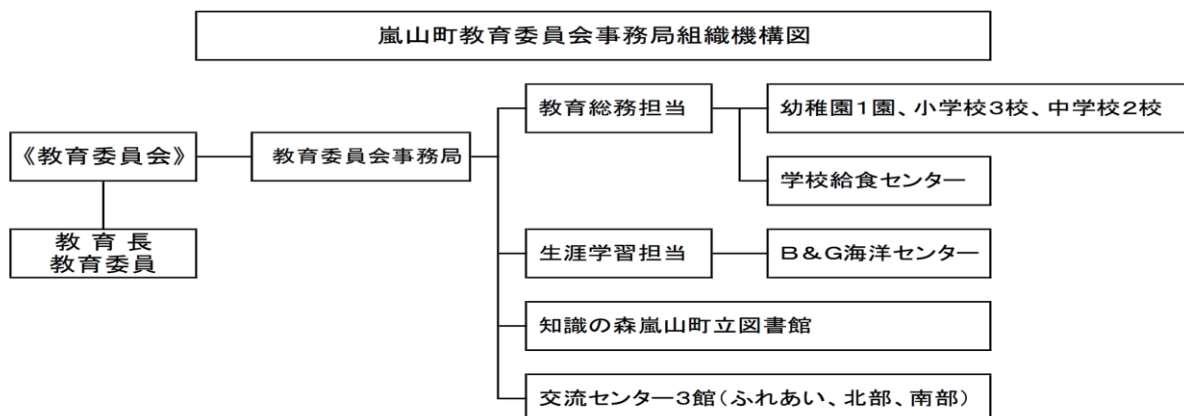 嵐山町教育委員会事務局組織機構図
教育総務担当
幼稚園1園、小学校3校、中学校2校
《教育委員会》
教育委員会事務局
学校給食センター
教 育 長
教育委員
生涯学習担当
B&G海洋センター
知識の森嵐山町立図書館
交流センター3館(ふれあい、北部、南部)